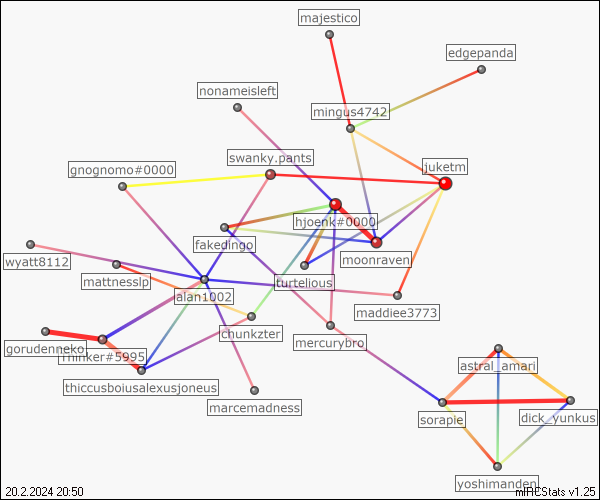 majestico
edgepanda
nonameisleft
mingus4742
swanky.pants
juketm
gnognomo#0000
hjoenk#0000
fakedingo
moonraven
wyatt8112
mattnesslp
turtelious
alan1002
maddiee3773
chunkzter
mercurybro
gorudenneko
thinker#5995
astral_amari
thiccusboiusalexusjoneus
marcemadness
sorapie
dick_yunkus
yoshimanden
20.2.2024 20:50
mIRCStats v1.25